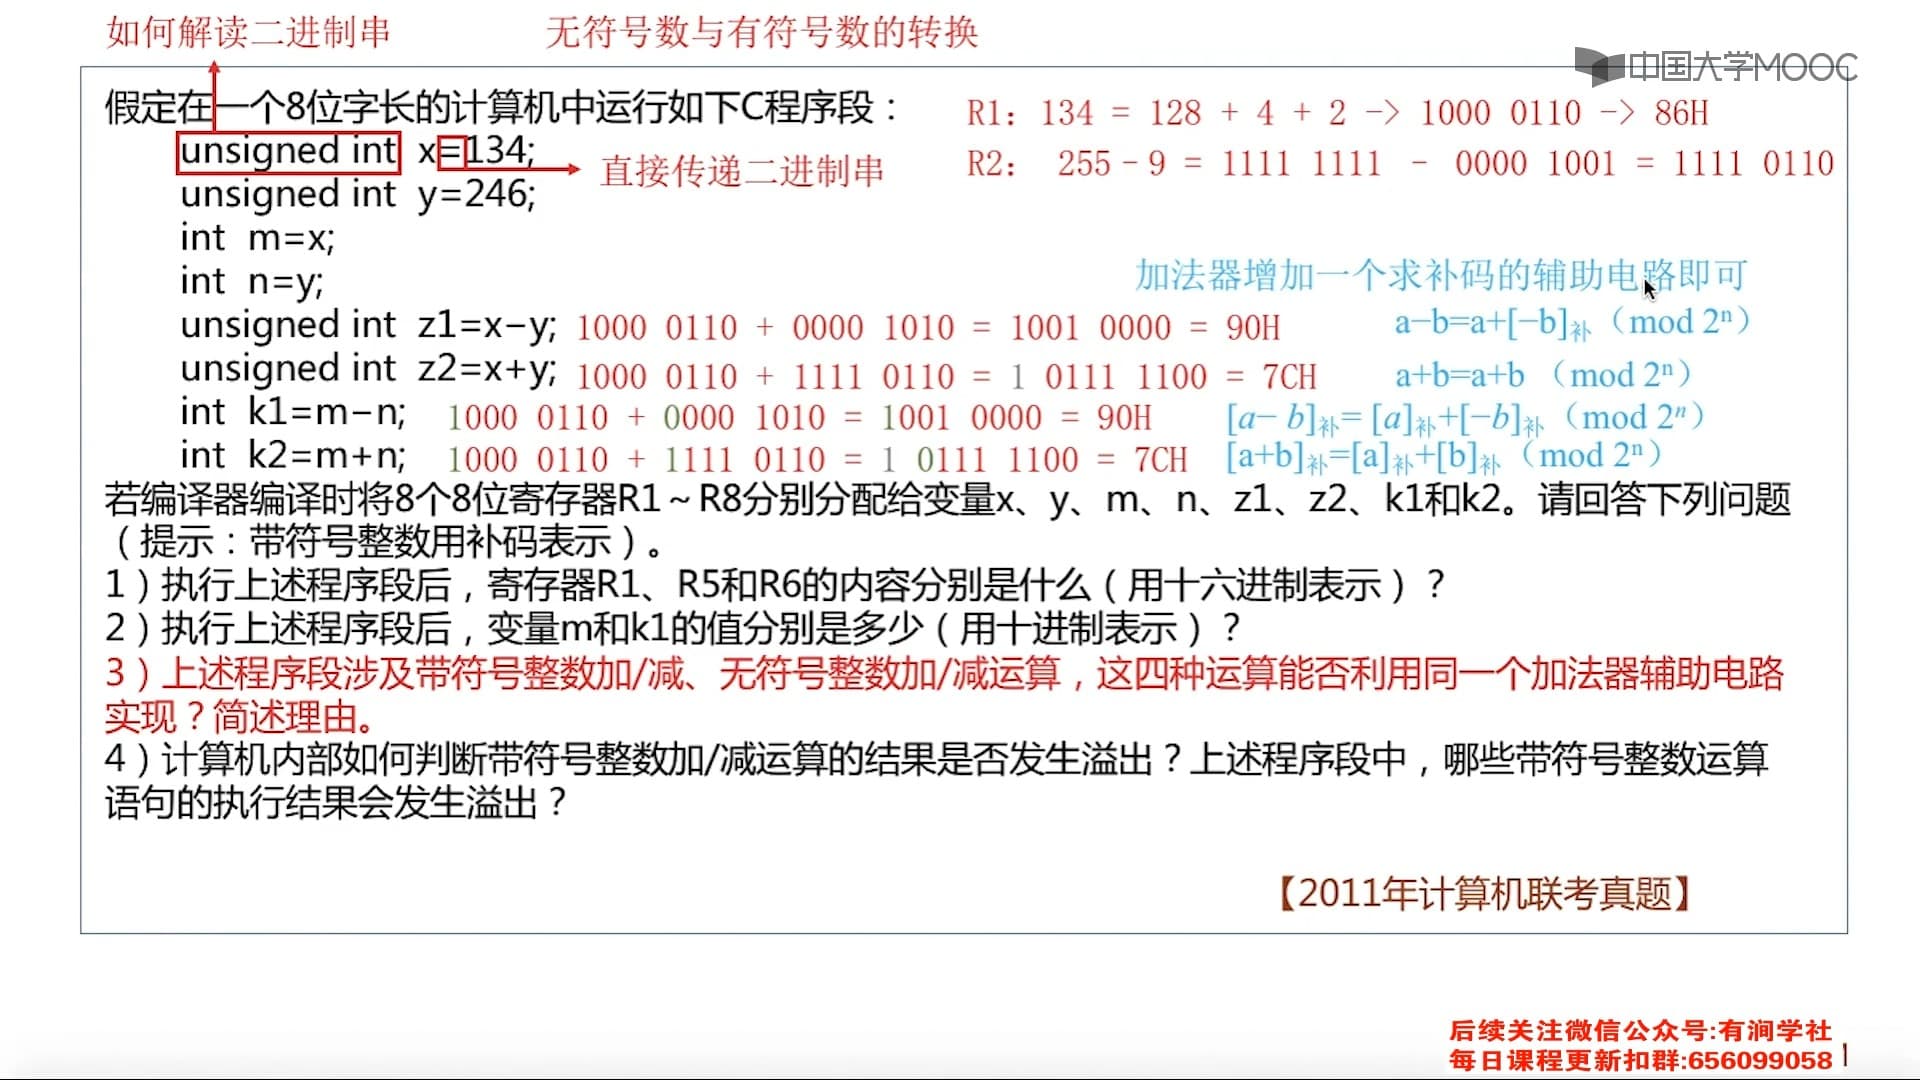 如何解读二进制串
无符号数与有符号数的转换
中国大学MOOC
假定在一个8位字长的计算机中运行如下C程序段：
R1: 134 = 128 + 4 + 2 -> 1000 0110 -> 86H
unsigned int x=134;
直接传递二进制串
R2: 255-9 = 1111 1111 - 0000 1001 = 1111 0110
unsigned int y=246;
int m=x;
加法器增加一个求补码的辅助电路即可
int n=y;
unsigned int z1=x-y; 1000 0110 + 0000 1010 = 1001 0000 = 90H
a-b=a+[-b]补（mod 2ⁿ）
unsigned int z2=x+y; 1000 0110 + 1111 0110 = 1 0111 1100 = 7CH
a+b=a+b （mod 2ⁿ）
int k1=m-n; 1000 0110 + 0000 1010 = 1001 0000 = 90H
[a- b]补= [a]补+[-b]补（mod 2ⁿ）
int k2=m+n; 1000 0110 + 1111 0110 = 1 0111 1100 = 7CH
[a+b]补=[a]补+[b]补（mod 2ⁿ）
若编译器编译时将8个8位寄存器R1～R8分别分配给变量x、y、m、n、z1、z2、k1和k2。请回答下列问题
（提示：带符号整数用补码表示）。
1）执行上述程序段后，寄存器R1、R5和R6的内容分别是什么（用十六进制表示）？
2）执行上述程序段后，变量m和k1的值分别是多少（用十进制表示）？
3）上述程序段涉及带符号整数加/减、无符号整数加/减运算，这四种运算能否利用同一个加法器辅助电路
实现？简述理由。
4）计算机内部如何判断带符号整数加/减运算的结果是否发生溢出？上述程序段中，哪些带符号整数运算
语句的执行结果会发生溢出？
【2011年计算机联考真题】
后续关注微信公众号:有涧学社
每日课程更新扣群:656099058
1